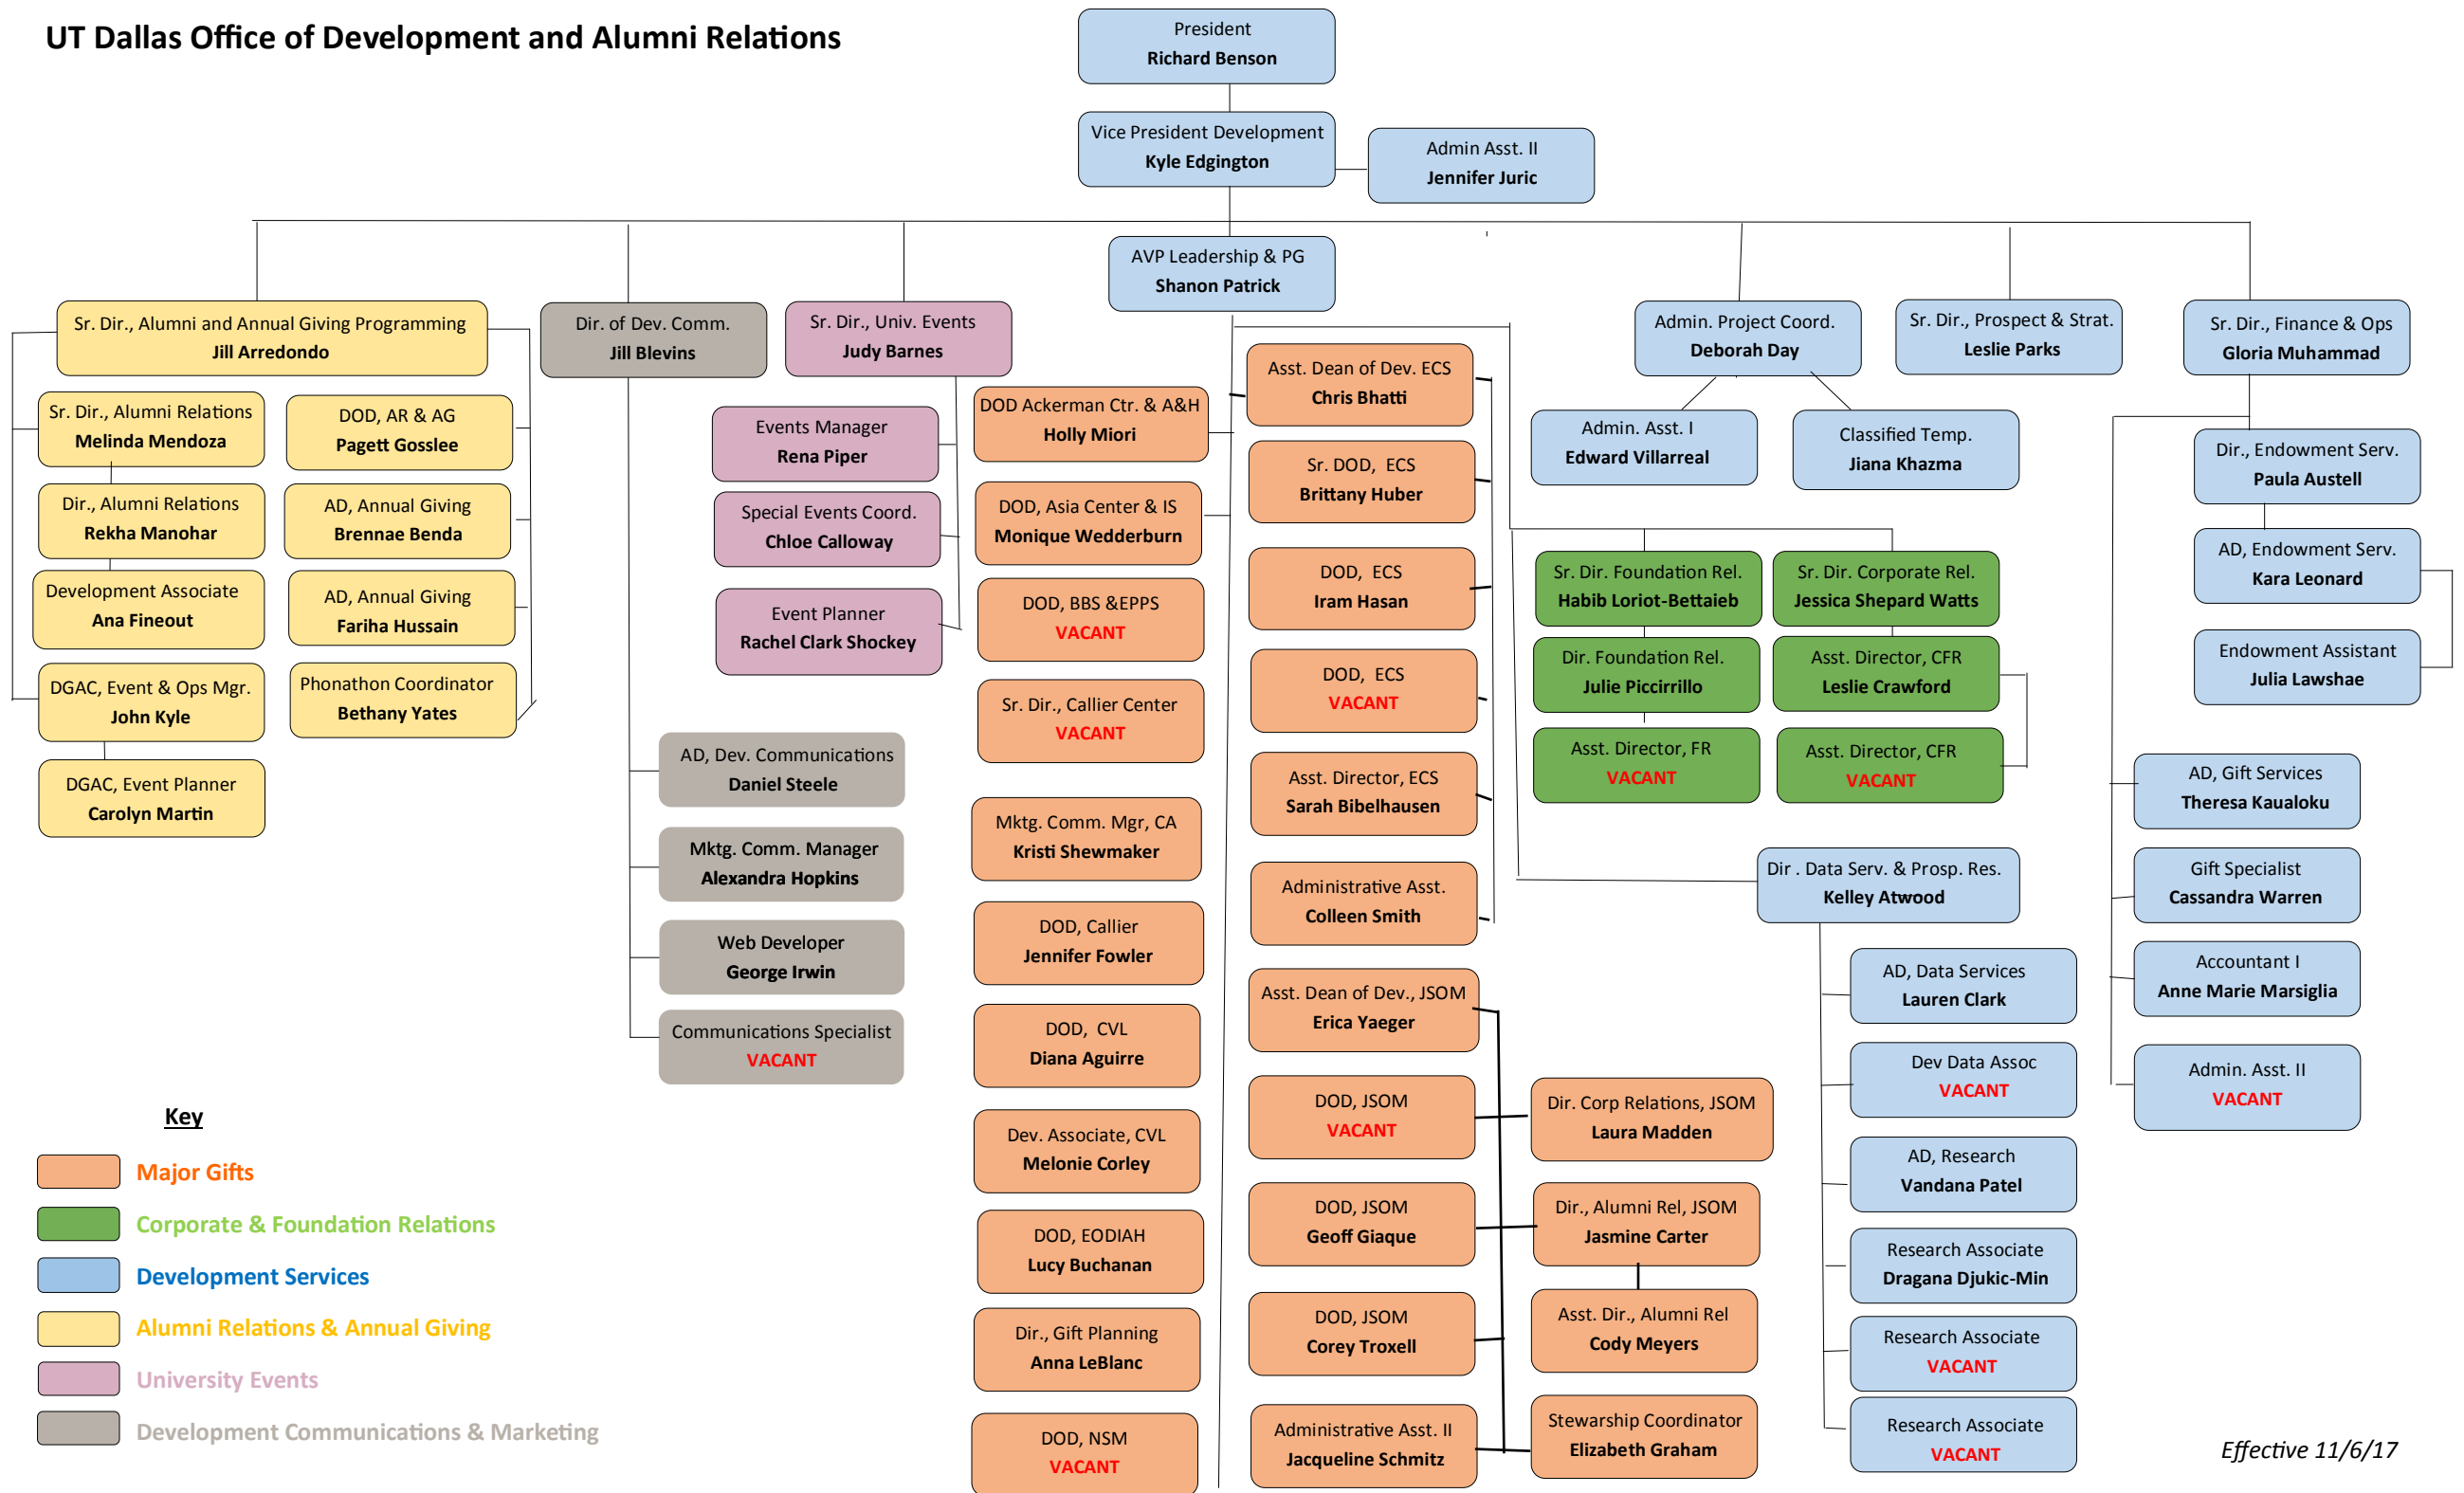 UT Dallas Office of Development and Alumni Relations
President
Richard Benson
Vice President Development
Kyle Edgington
Admin Asst. II
Jennifer Juric
AVP Leadership & PG
Shanon Patrick
Sr. Dir., Alumni and Annual Giving Programming
Jill Arredondo
Sr. Dir., Alumni Relations
Melinda Mendoza
Dir., Alumni Relations
Rekha Manohar
Development Associate
Ana Fineout
DGAC, Event & Ops Mgr.
John Kyle
DGAC, Event Planner
Carolyn Martin
DOD, AR & AG
Pagett Gosslee
AD, Annual Giving
Brennae Benda
AD, Annual Giving
Fariha Hussain
Phonathon Coordinator
Bethany Yates
Dir. of Dev. Comm.
Jill Blevins
AD, Dev. Communications
Daniel Steele
Mktg. Comm. Manager
Alexandra Hopkins
Web Developer
George Irwin
Communications Specialist
VACANT
Sr. Dir., Univ. Events
Judy Barnes
Events Manager
Rena Piper
Special Events Coord.
Chloe Calloway
Event Planner
Rachel Clark Shockey
DOD Ackerman Ctr. & A&H
Holly Miori
DOD, Asia Center & IS
Monique Wedderburn
DOD, BBS &EPPS
VACANT
Sr. Dir., Callier Center
VACANT
Mktg. Comm. Mgr, CA
Kristi Shewmaker
DOD, Callier
Jennifer Fowler
DOD, CVL
Diana Aguirre
Dev. Associate, CVL
Melonie Corley
DOD, EODIAH
Lucy Buchanan
Dir., Gift Planning
Anna LeBlanc
DOD, NSM
VACANT
Asst. Dean of Dev. ECS
Chris Bhatti
Sr. DOD, ECS
Brittany Huber
DOD, ECS
Iram Hasan
DOD, ECS
VACANT
Asst. Director, ECS
Sarah Bibelhausen
Administrative Asst.
Colleen Smith
Asst. Dean of Dev., JSOM
Erica Yaeger
DOD, JSOM
VACANT
DOD, JSOM
Geoff Giaque
DOD, JSOM
Corey Troxell
Administrative Asst. II
Jacqueline Schmitz
Dir. Corp Relations, JSOM
Laura Madden
Dir., Alumni Rel, JSOM
Jasmine Carter
Asst. Dir., Alumni Rel
Cody Meyers
Stewarship Coordinator
Elizabeth Graham
Admin. Project Coord.
Deborah Day
Admin. Asst. I
Edward Villarreal
Classified Temp.
Jiana Khazma
Sr. Dir. Foundation Rel.
Habib Loriot-Bettaieb
Dir. Foundation Rel.
Julie Piccirrillo
Asst. Director, FR
VACANT
Sr. Dir. Corporate Rel.
Jessica Shepard Watts
Asst. Director, CFR
Leslie Crawford
Asst. Director, CFR
VACANT
Dir . Data Serv. & Prosp. Res.
Kelley Atwood
AD, Data Services
Lauren Clark
Dev Data Assoc
VACANT
AD, Research
Vandana Patel
Research Associate
Dragana Djukic-Min
Research Associate
VACANT
Research Associate
VACANT
Sr. Dir., Prospect & Strat.
Leslie Parks
Sr. Dir., Finance & Ops
Gloria Muhammad
Dir., Endowment Serv.
Paula Austell
AD, Endowment Serv.
Kara Leonard
Endowment Assistant
Julia Lawshae
AD, Gift Services
Theresa Kaualoku
Gift Specialist
Cassandra Warren
Accountant I
Anne Marie Marsiglia
Admin. Asst. II
VACANT
Key
Major Gifts
Corporate & Foundation Relations
Development Services
Alumni Relations & Annual Giving
University Events
Development Communications & Marketing
Effective 11/6/17